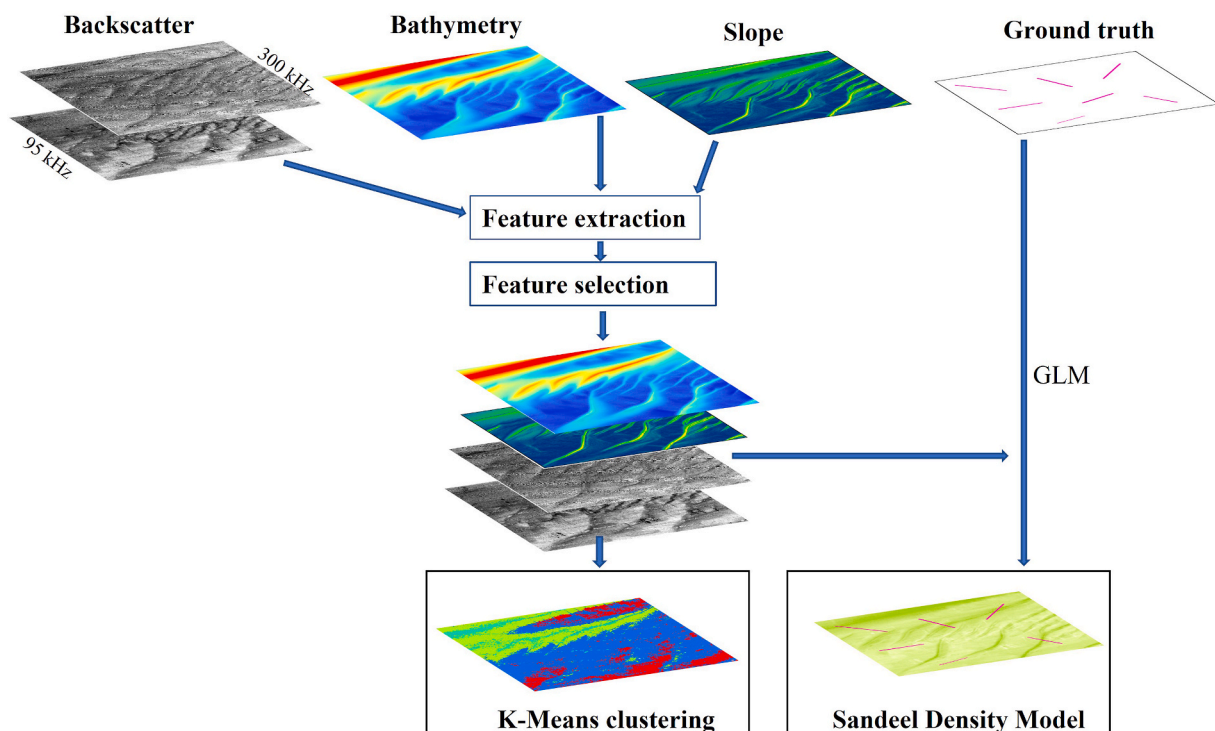 Backscatter
Bathymetry
Slope
Ground truth
300 kHz
95 kHz
Feature extraction
Feature selection
GLM
K-Means clustering
Sandeel Density Model